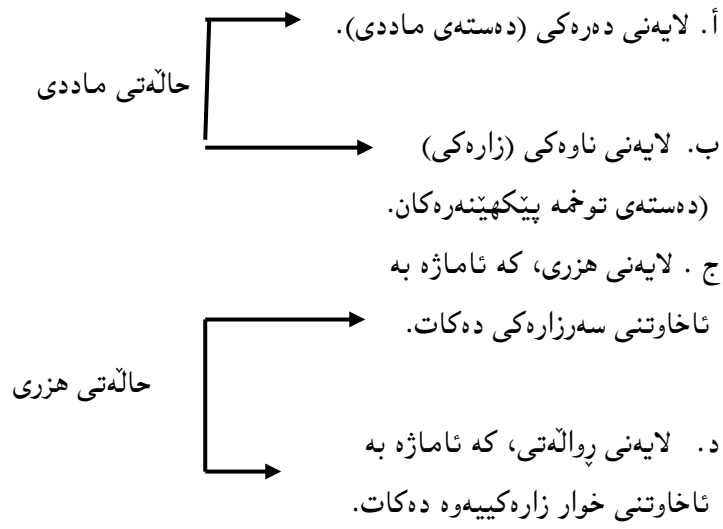 أ. لایەنی دەرەکی (دەستەی ماددی).
حاڵەتی ماددی
ب. لایەنی ناوەکی (زارەکی)
(دەستەی توخمە پێکهێنەرەکان.
ج . لایەنی هزری، کە ئاماژە بە
ئاخاوتنی سەرزارەکی دەکات.
حاڵەتی هزری
د. لایەنی ڕواڵەتی، کە ئاماژە بە
ئاخاوتنی خوار زارەکییەوە دەکات.